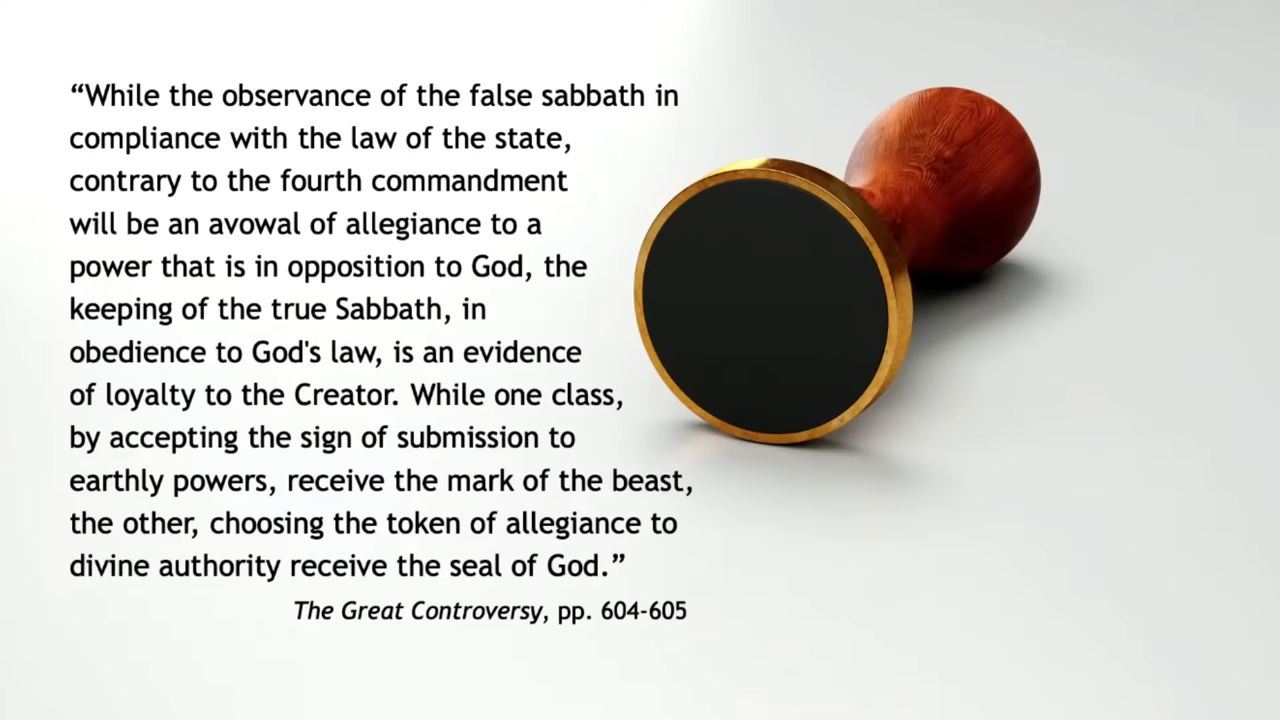 “While the observance of the false sabbath in
compliance with the law of the state,
contrary to the fourth commandment
will be an avowal of allegiance to a
power that is in opposition to God, the
keeping of the true Sabbath, in
obedience to God's law, is an evidence
of loyalty to the Creator. While one class,
by accepting the sign of submission to
earthly powers, receive the mark of the beast,
the other, choosing the token of allegiance to
divine authority receive the seal of God.”
The Great Controversy, pp. 604-605